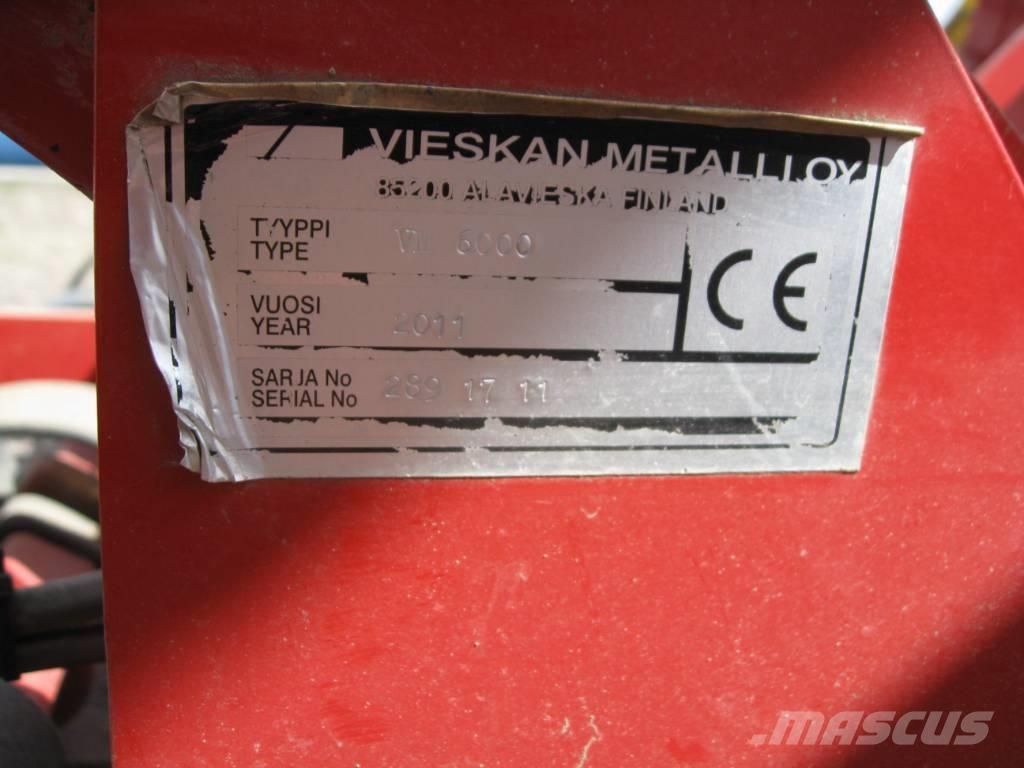 VIESKAN METALLI OY
85200 ALAVIESKA FINLAND
TYYPPI
TYPE
VM 6000
CE
VUOSI
YEAR
2011
SARJA No
SERIAL No
289 17 11
MASCUS